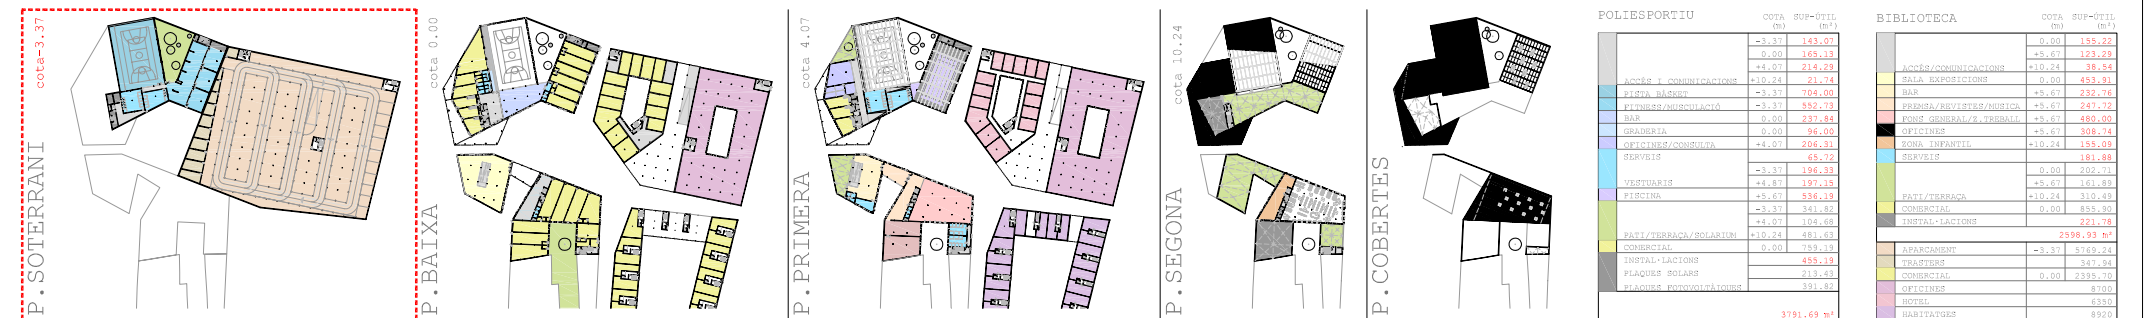 cota-3.37
P.SOTERRANI
cota 0.00
P.BAIXA
cota 4.07
P.PRIMERA
cota 10.24
P.SEGONA
P.COBERTES
POLIESPORTIU COTA SUP-ÚTIL
(m) (m²)
-3.37 143.07
0.00 165.13
+4.07 214.29
ACCÉS I COMUNICACIONS +10.24 21.74
PISTA BÀSKET -3.37 704.00
FITNESS/MUSCULACIÓ -3.37 552.73
BAR 0.00 237.84
GRADERIA 0.00 96.00
OFICINES/CONSULTA +4.07 206.31
SERVEIS 65.72
-3.37 196.33
VESTUARIS +4.87 197.15
PISCINA +5.67 536.19
-3.37 341.82
+4.07 104.68
PATI/TERRAÇA/SOLARIUM +10.24 481.63
COMERCIAL 0.00 759.19
INSTAL·LACIONS 455.19
PLAQUES SOLARS 213.43
PLAQUES FOTOVOLTÀIQUES 391.82
3791.69 m²
BIBLIOTECA COTA SUP-ÚTIL
(m) (m²)
0.00 155.22
+5.67 123.29
ACCÉS/COMUNICACIONS +10.24 38.54
SALA EXPOSICIONS 0.00 453.91
BAR +5.67 232.76
PREMSA/REVISTES/MÚSICA +5.67 247.72
FONS GENERAL/Z.TREBALL +5.67 480.00
OFICINES +5.67 308.74
ZONA INFANTIL +10.24 155.09
SERVEIS 181.88
0.00 202.71
+5.67 161.89
PATI/TERRAÇA +10.24 310.49
COMERCIAL 0.00 855.90
INSTAL·LACIONS 221.78
2598.93 m²
APARCAMENT -3.37 5769.24
TRASTERS 347.94
COMERCIAL 0.00 2395.70
OFICINES 8700
HOTEL 6350
HABITATGES 8920